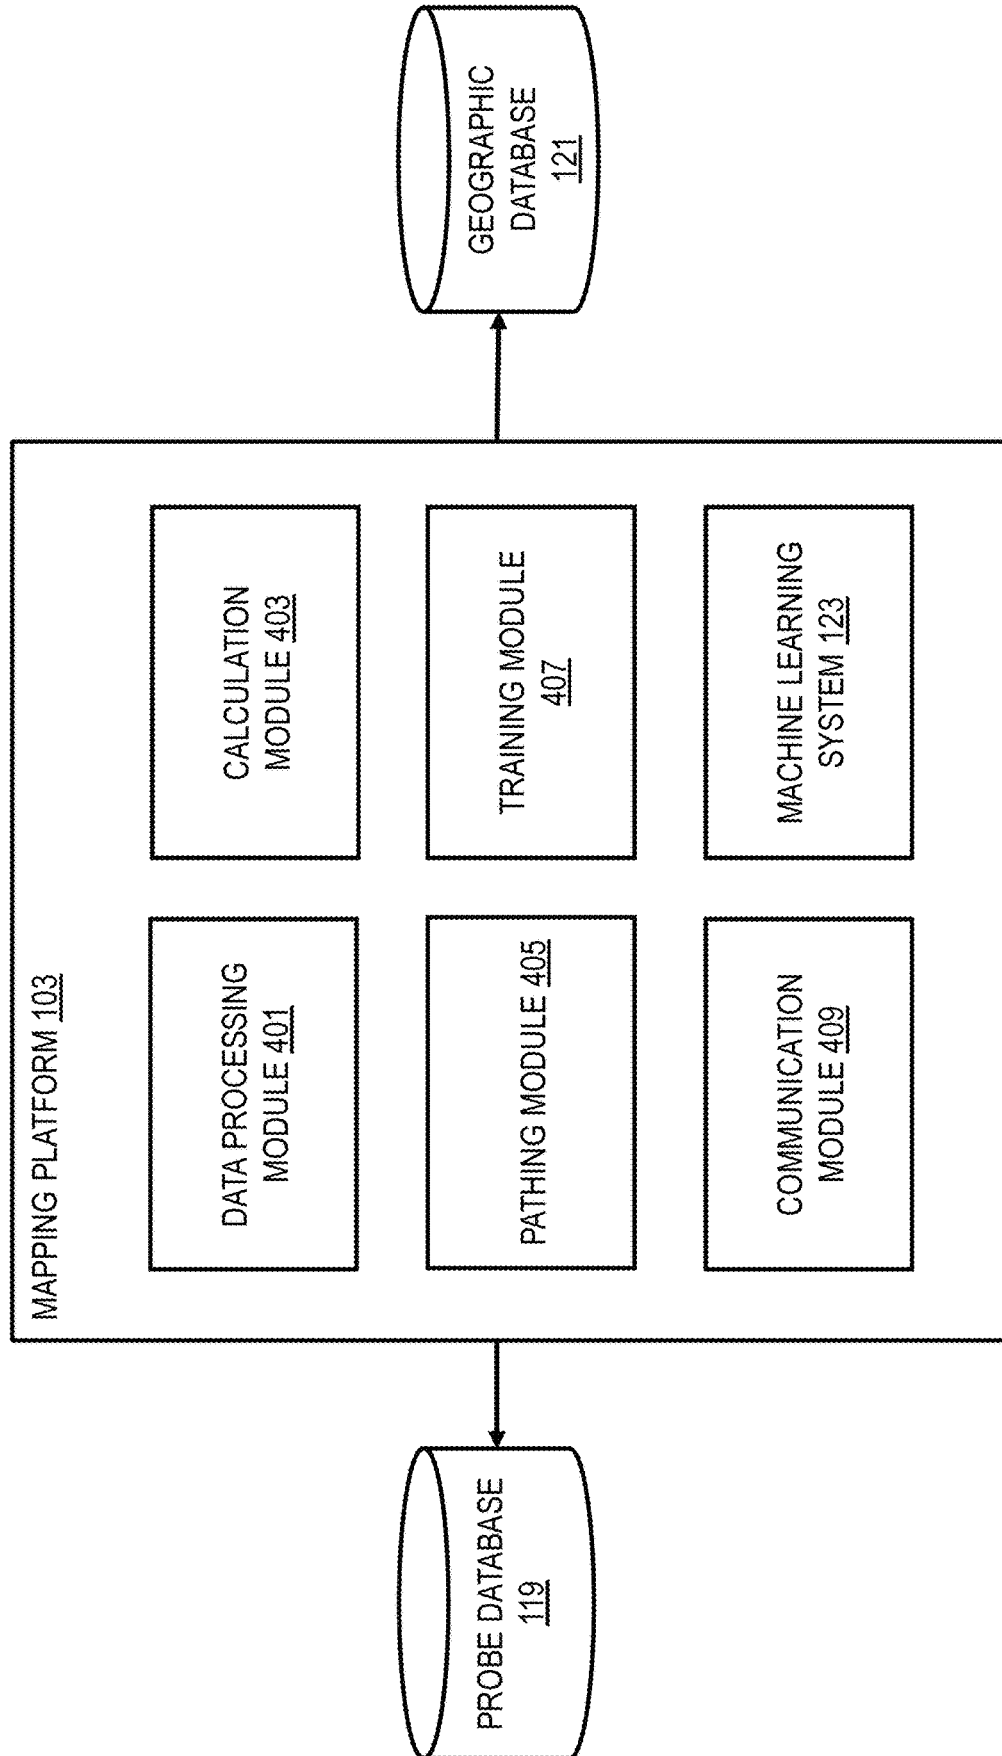 MAPPING PLATFORM 103
DATA PROCESSING
MODULE 401
CALCULATION
MODULE 403
PATHING MODULE 405
TRAINING MODULE
407
COMMUNICATION
MODULE 409
MACHINE LEARNING
SYSTEM 123
PROBE DATABASE
119
GEOGRAPHIC
DATABASE
121